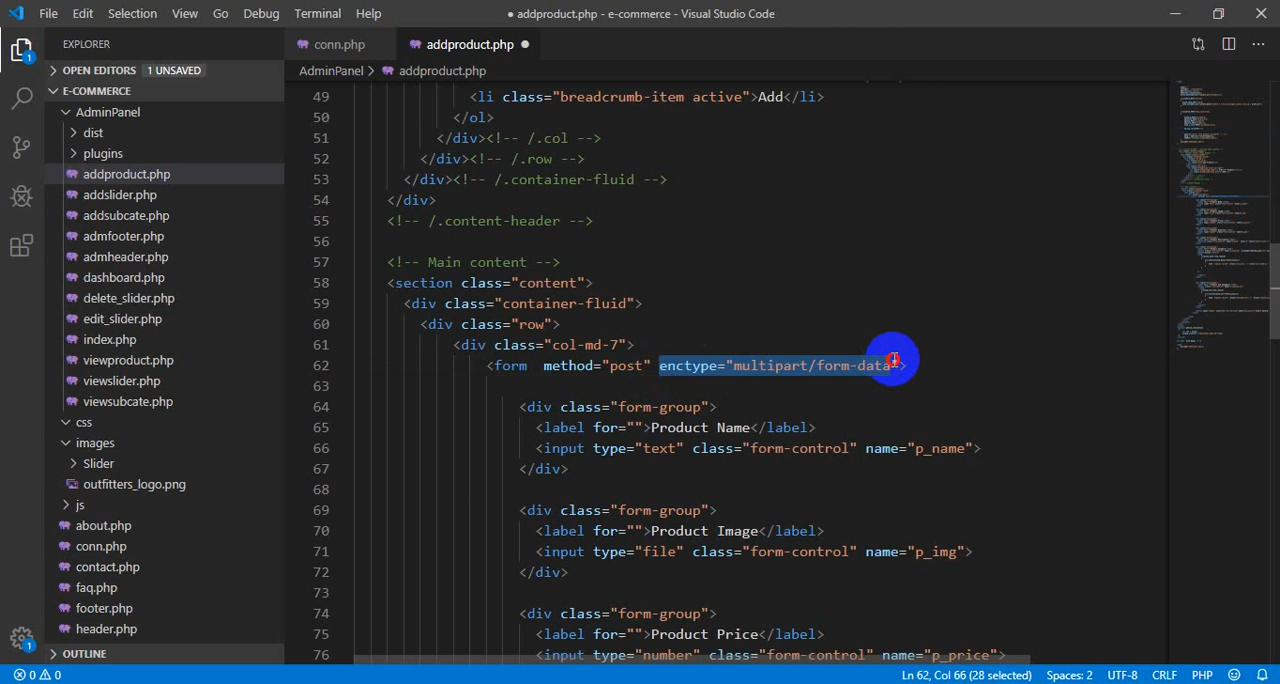 File Edit Selection View Go Debug Terminal Help
● addproduct.php - e-commerce - Visual Studio Code
EXPLORER
OPEN EDITORS 1 UNSAVED
E-COMMERCE
AdminPanel
dist
plugins
addproduct.php
addslider.php
addsubcate.php
admfooter.php
admheader.php
dashboard.php
delete_slider.php
edit_slider.php
index.php
viewproduct.php
viewslider.php
viewsubcate.php
css
images
Slider
outfitters_logo.png
js
about.php
conn.php
contact.php
faq.php
footer.php
header.php
OUTLINE
conn.php addproduct.php
AdminPanel > addproduct.php
49 <li class="breadcrumb-item active">Add</li>
50 </ol>
51 </div><!-- /.col -->
52 </div><!-- /.row -->
53 </div><!-- /.container-fluid -->
54 </div>
55 <!-- /.content-header -->
56
57 <!-- Main content -->
58 <section class="content">
59 <div class="container-fluid">
60 <div class="row">
61 <div class="col-md-7">
62 <form  method="post" enctype="multipart/form-data">
63
64 <div class="form-group">
65 <label for="">Product Name</label>
66 <input type="text" class="form-control" name="p_name">
67 </div>
68
69 <div class="form-group">
70 <label for="">Product Image</label>
71 <input type="file" class="form-control" name="p_img">
72 </div>
73
74 <div class="form-group">
75 <label for="">Product Price</label>
76 <input type="number" class="form-control" name="p_price">
0 0 Ln 62, Col 66 (28 selected) Spaces: 2 UTF-8 CRLF PHP